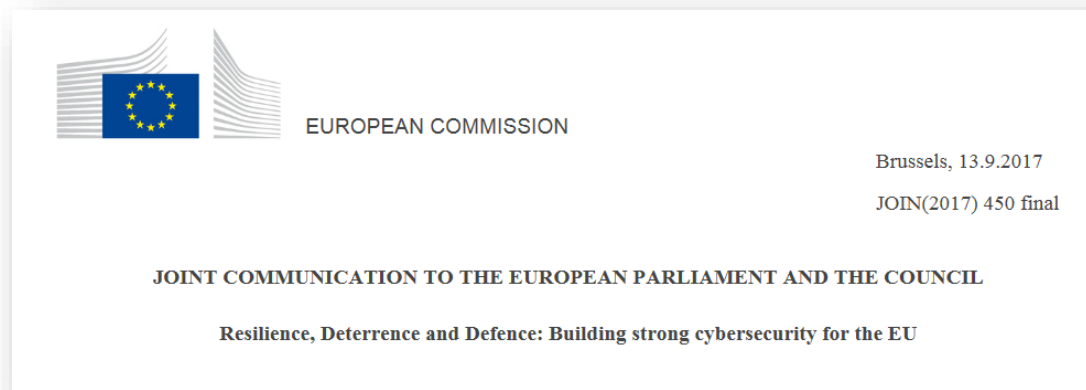 EUROPEAN COMMISSION
Brussels, 13.9.2017
JOIN(2017) 450 final
JOINT COMMUNICATION TO THE EUROPEAN PARLIAMENT AND THE COUNCIL
Resilience, Deterrence and Defence: Building strong cybersecurity for the EU